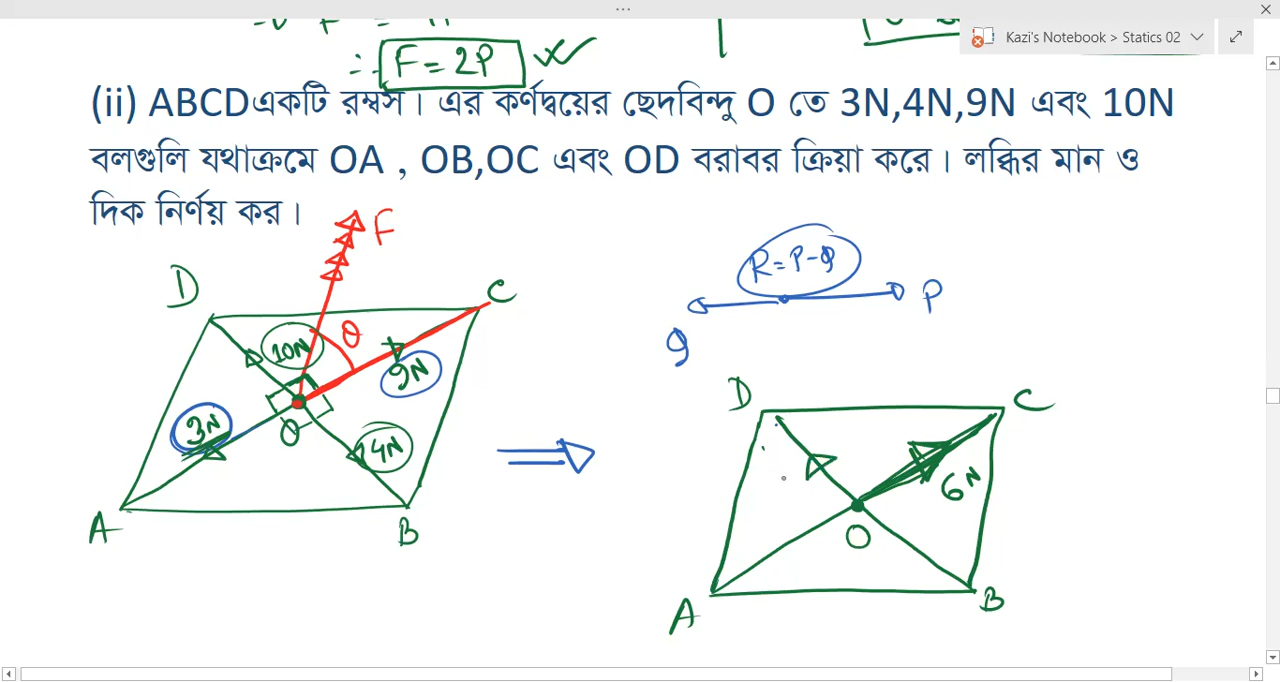 ∴ F = 2P
Kazi's Notebook > Statics 02
(ii) ABCDএকটি রম্বস। এর কর্ণদ্বয়ের ছেদবিন্দু O তে 3N,4N,9N এবং 10N
বলগুলি যথাক্রমে OA , OB,OC এবং OD বরাবর ক্রিয়া করে। লব্ধির মান ও
দিক নির্ণয় কর।
F
R=P-Q
D
C
P
10N
θ
Q
9N
3N
O
4N
D
C
6N
A
B
O
A
B